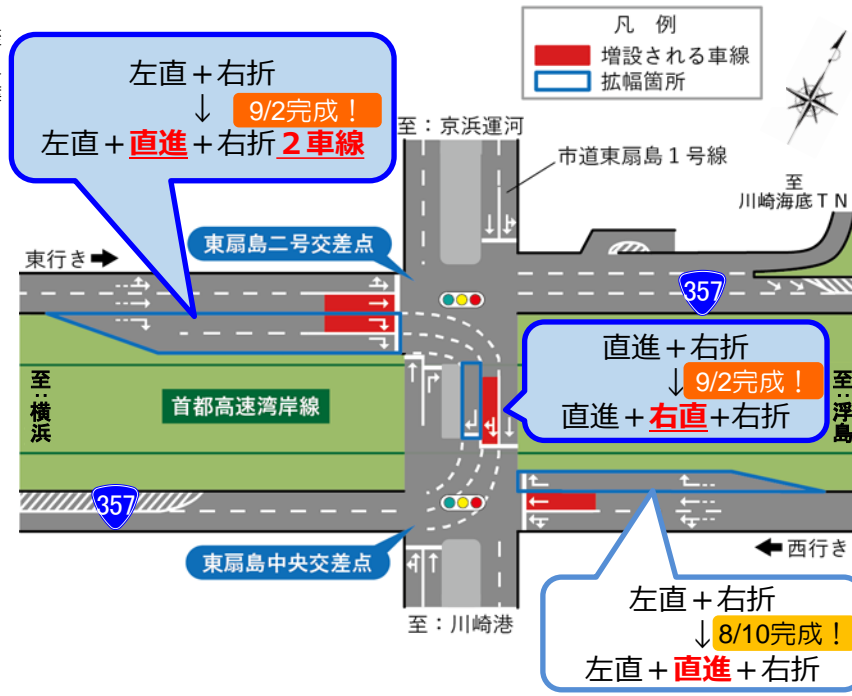 凡 例
増設される車線
拡幅箇所
左直＋右折
↓ 9/2完成！
左直＋直進＋右折２車線
至：京浜運河
市道東扇島１号線
至
川崎海底ＴＮ
東扇島二号交差点
東行き➡
357
直進＋右折
↓ 9/2完成！
直進＋右直＋右折
至：横浜
首都高速湾岸線
至：浮島
357
東扇島中央交差点
⬅西行き
至：川崎港
左直＋右折
↓ 8/10完成！
左直＋直進＋右折